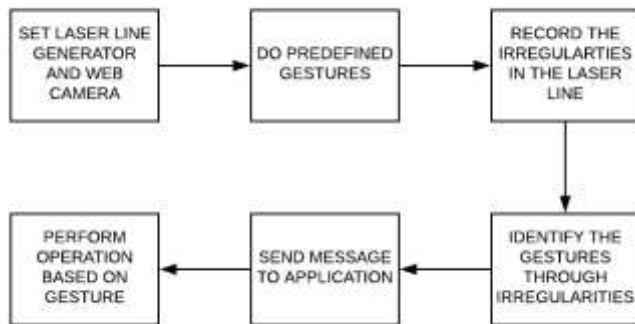 SET LASER LINE
GENERATOR
AND WEB
CAMERA
DO PREDEFINED
GESTURES
RECORD THE
IRREGULARTIES
IN THE LASER
LINE
IDENTIFY THE
GESTURES
THROUGH
IRREGULARITIES
SEND MESSAGE
TO APPLICATION
PERFORM
OPERATION
BASED ON
GESTURE